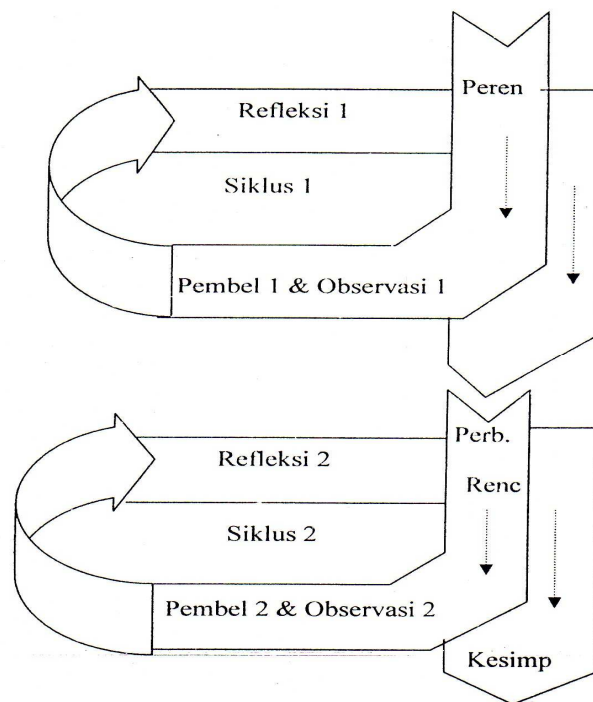 Peren
Refleksi 1
Siklus 1
Pembel 1 & Observasi 1
Perb.
Refleksi 2
Renc
Siklus 2
Pembel 2 & Observasi 2
Kesimp